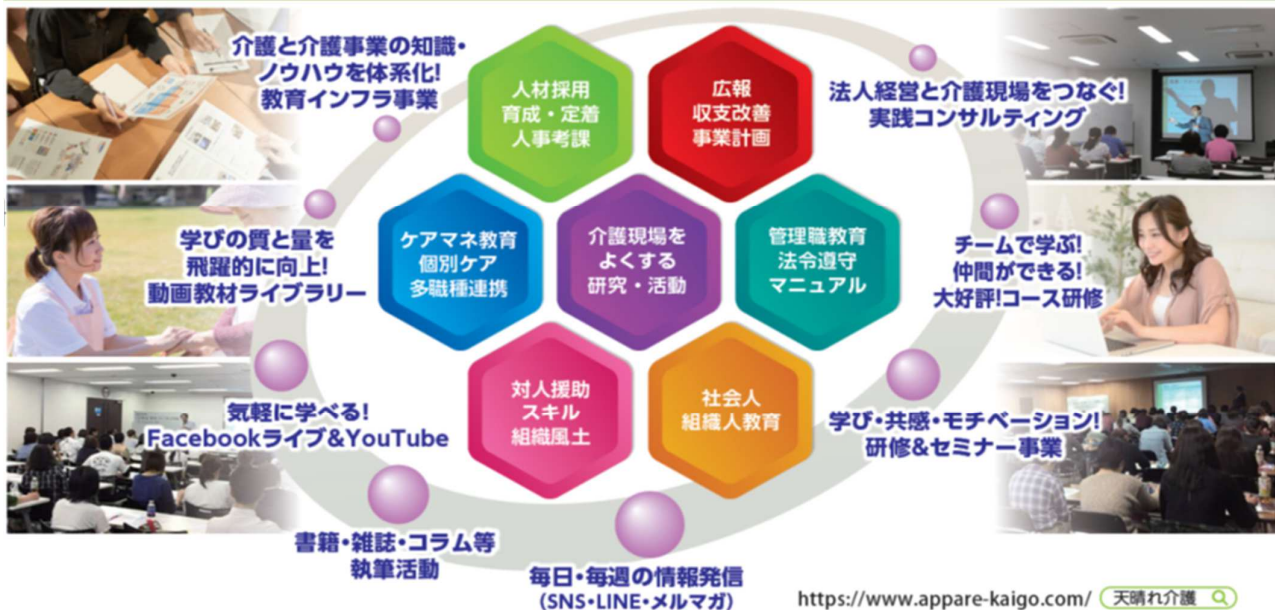 介護と介護事業の知識・
ノウハウを体系化!
教育インフラ事業
人材採用
育成・定着
人事考課
広報
収支改善
事業計画
法人経営と介護現場をつなぐ!
実践コンサルティング
学びの質と量を
飛躍的に向上!
動画教材ライブラリー
ケアマネ教育
個別ケア
多職種連携
介護現場を
よくする
研究・活動
管理職教育
法令遵守
マニュアル
チームで学ぶ!
仲間ができる!
大好評!コース研修
気軽に学べる!
Facebookライブ&YouTube
対人援助
スキル
組織風土
社会人
組織人教育
学び・共感・モチベーション!
研修&セミナー事業
書籍・雑誌・コラム等
執筆活動
毎日・毎週の情報発信
(SNS・LINE・メルマガ)
https://www.appare-kaigo.com/ 天晴れ介護